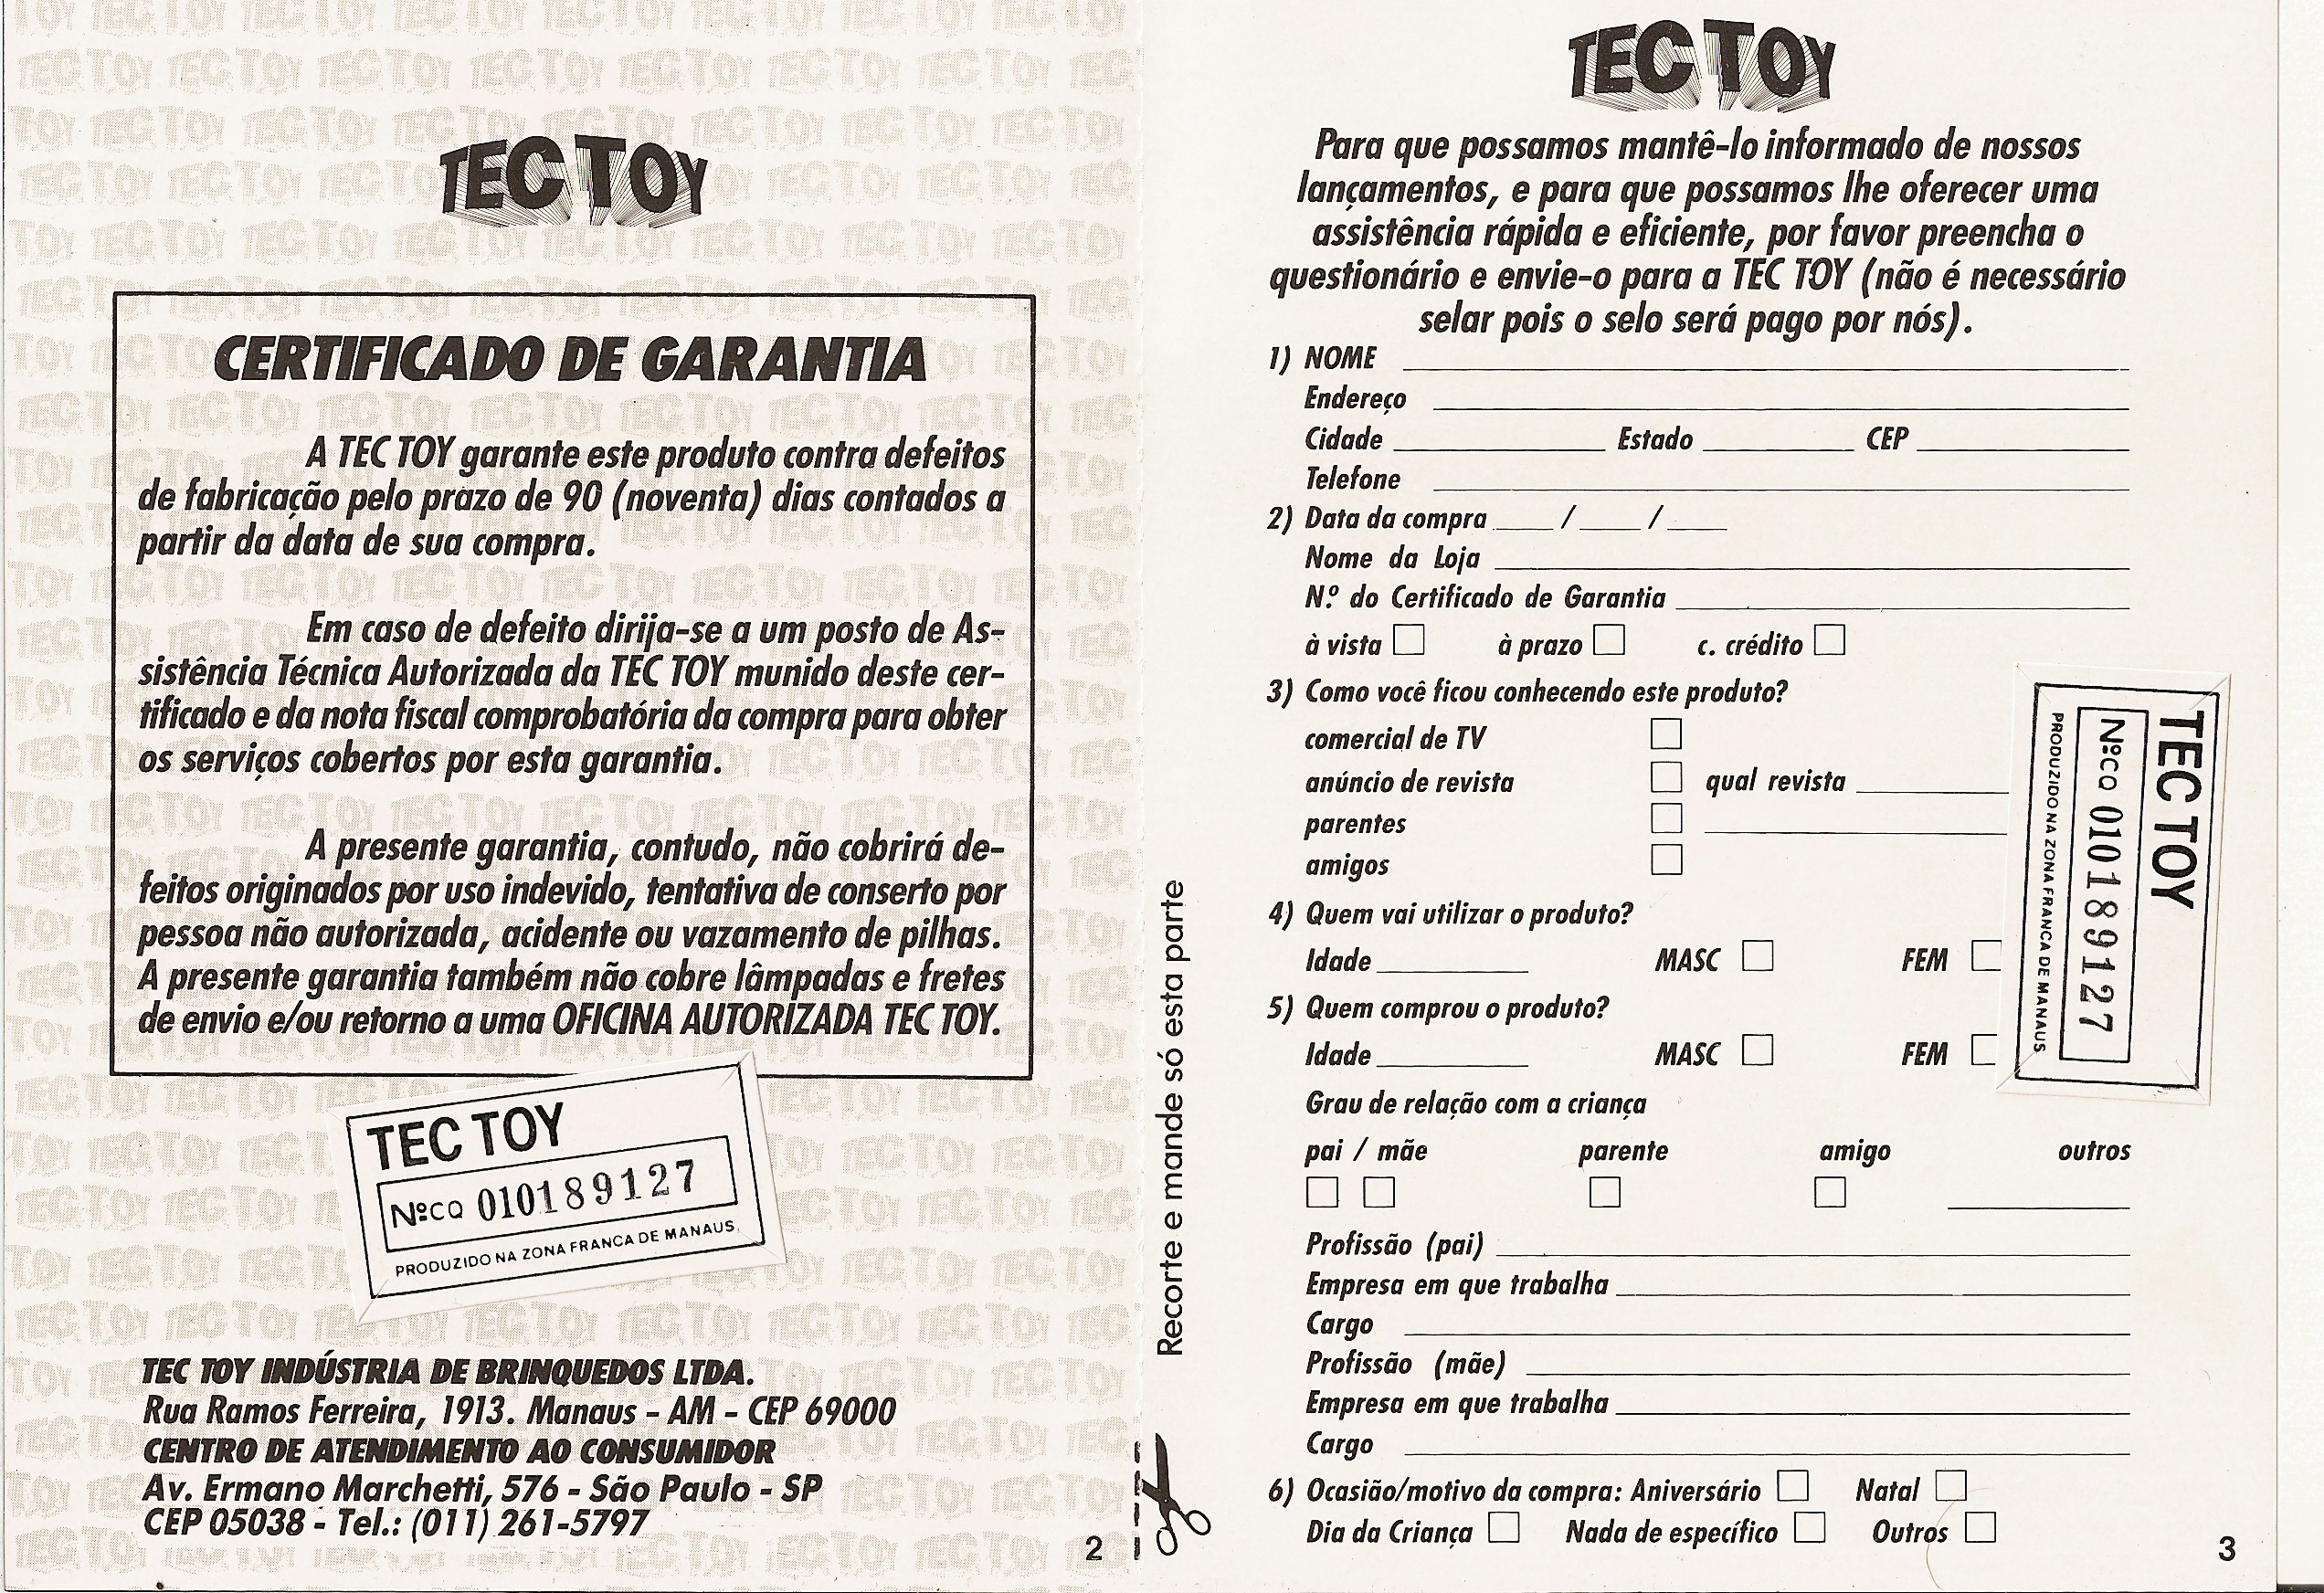 TEC TOY
CERTIFICADO DE GARANTIA
A TEC TOY garante este produto contra defeitos
de fabricação pelo prazo de 90 (noventa) dias contados a
partir da data de sua compra.
Em caso de defeito dirija-se a um posto de As-
sistência Técnica Autorizada da TEC TOY munido deste cer-
tificado e da nota fiscal comprobatória da compra para obter
os serviços cobertos por esta garantia.
A presente garantia, contudo, não cobrirá de-
feitos originados por uso indevido, tentativa de conserto por
pessoa não autorizada, acidente ou vazamento de pilhas.
A presente garantia também não cobre lâmpadas e fretes
de envio e/ou retorno a uma OFICINA AUTORIZADA TEC TOY.
TEC TOY
Nº CQ 010189127
PRODUZIDO NA ZONA FRANCA DE MANAUS
TEC TOY INDÚSTRIA DE BRINQUEDOS LTDA.
Rua Ramos Ferreira, 1913. Manaus - AM - CEP 69000
CENTRO DE ATENDIMENTO AO CONSUMIDOR
Av. Ermano Marchetti, 576 - São Paulo - SP
CEP 05038 - Tel.: (011) 261-5797
2
Recorte e mande só esta parte
TEC TOY
Para que possamos mantê-lo informado de nossos
lançamentos, e para que possamos lhe oferecer uma
assistência rápida e eficiente, por favor preencha o
questionário e envie-o para a TEC TOY (não é necessário
selar pois o selo será pago por nós).
1) NOME
Endereço
Cidade Estado CEP
Telefone
2) Data da compra / /
Nome da Loja
N.º do Certificado de Garantia
à vista à prazo c. crédito
3) Como você ficou conhecendo este produto?
comercial de TV
anúncio de revista qual revista
parentes
amigos
4) Quem vai utilizar o produto?
Idade MASC FEM
5) Quem comprou o produto?
Idade MASC FEM
Grau de relação com a criança
pai / mãe parente amigo outros
Profissão (pai)
Empresa em que trabalha
Cargo
Profissão (mãe)
Empresa em que trabalha
Cargo
6) Ocasião/motivo da compra: Aniversário Natal
Dia da Criança Nada de específico Outros
TEC TOY
Nº CQ 010189127
PRODUZIDO NA ZONA FRANCA DE MANAUS
3